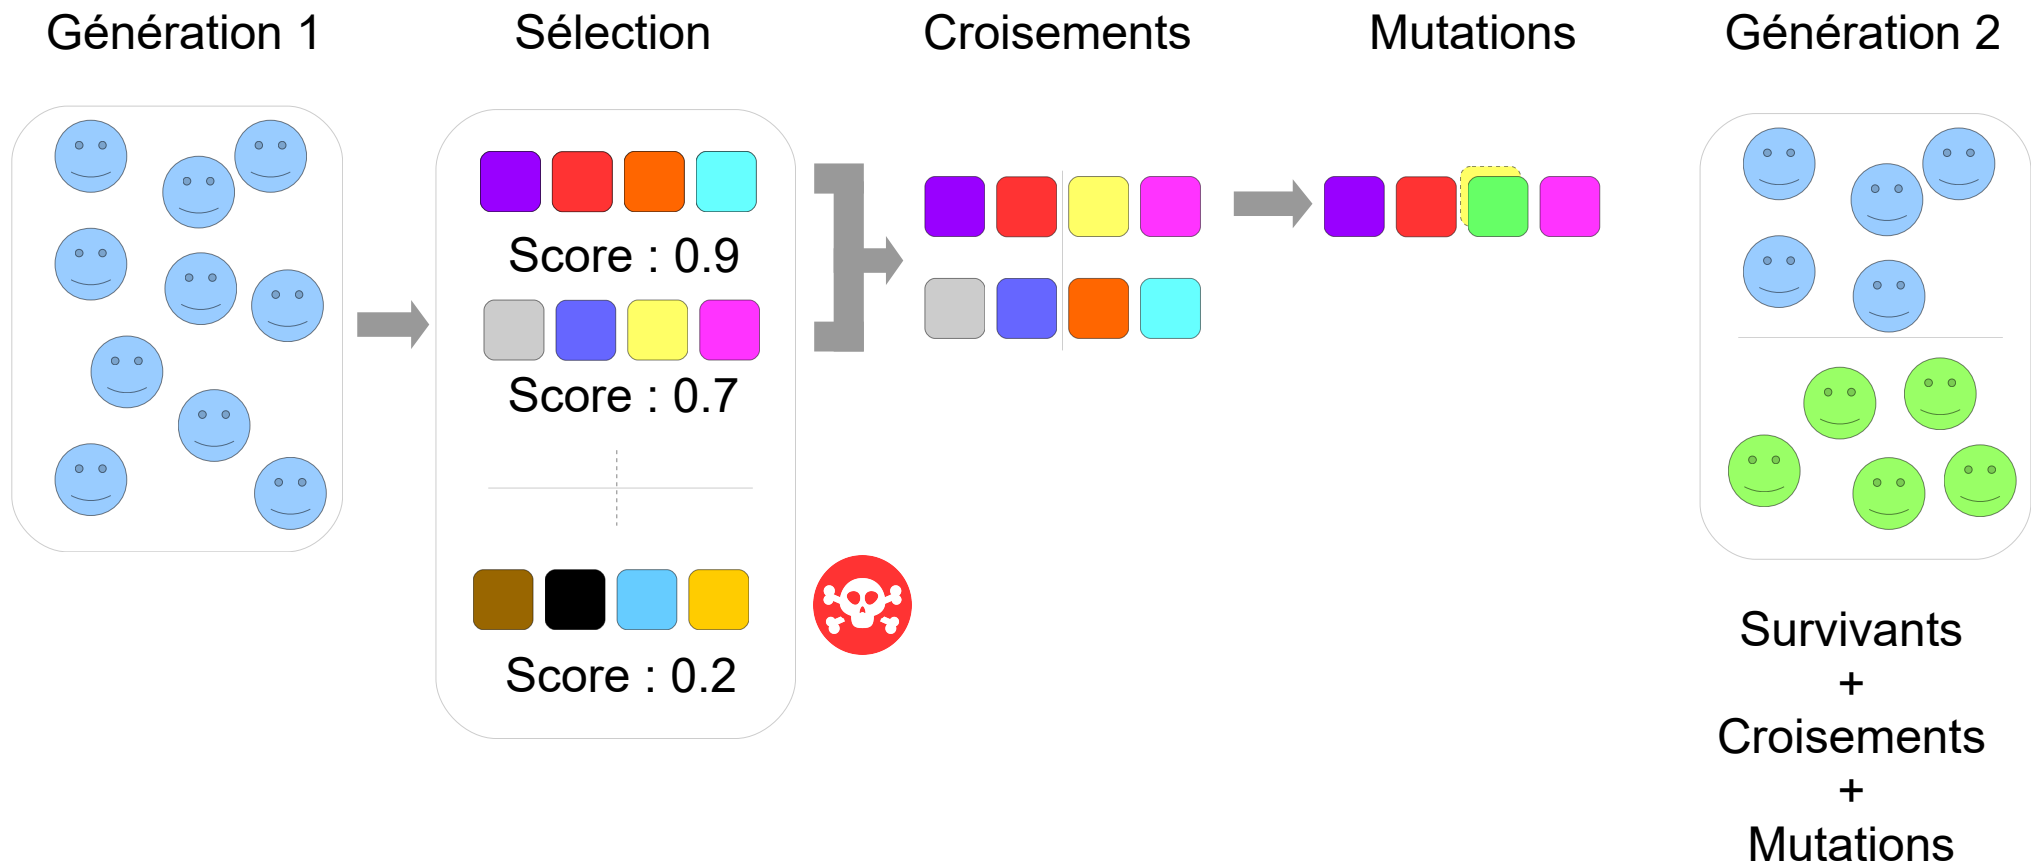 Génération 1
Sélection
Croisements
Mutations
Génération 2
Score : 0.9
Score : 0.7
Score : 0.2
Survivants
+
Croisements
+
Mutations